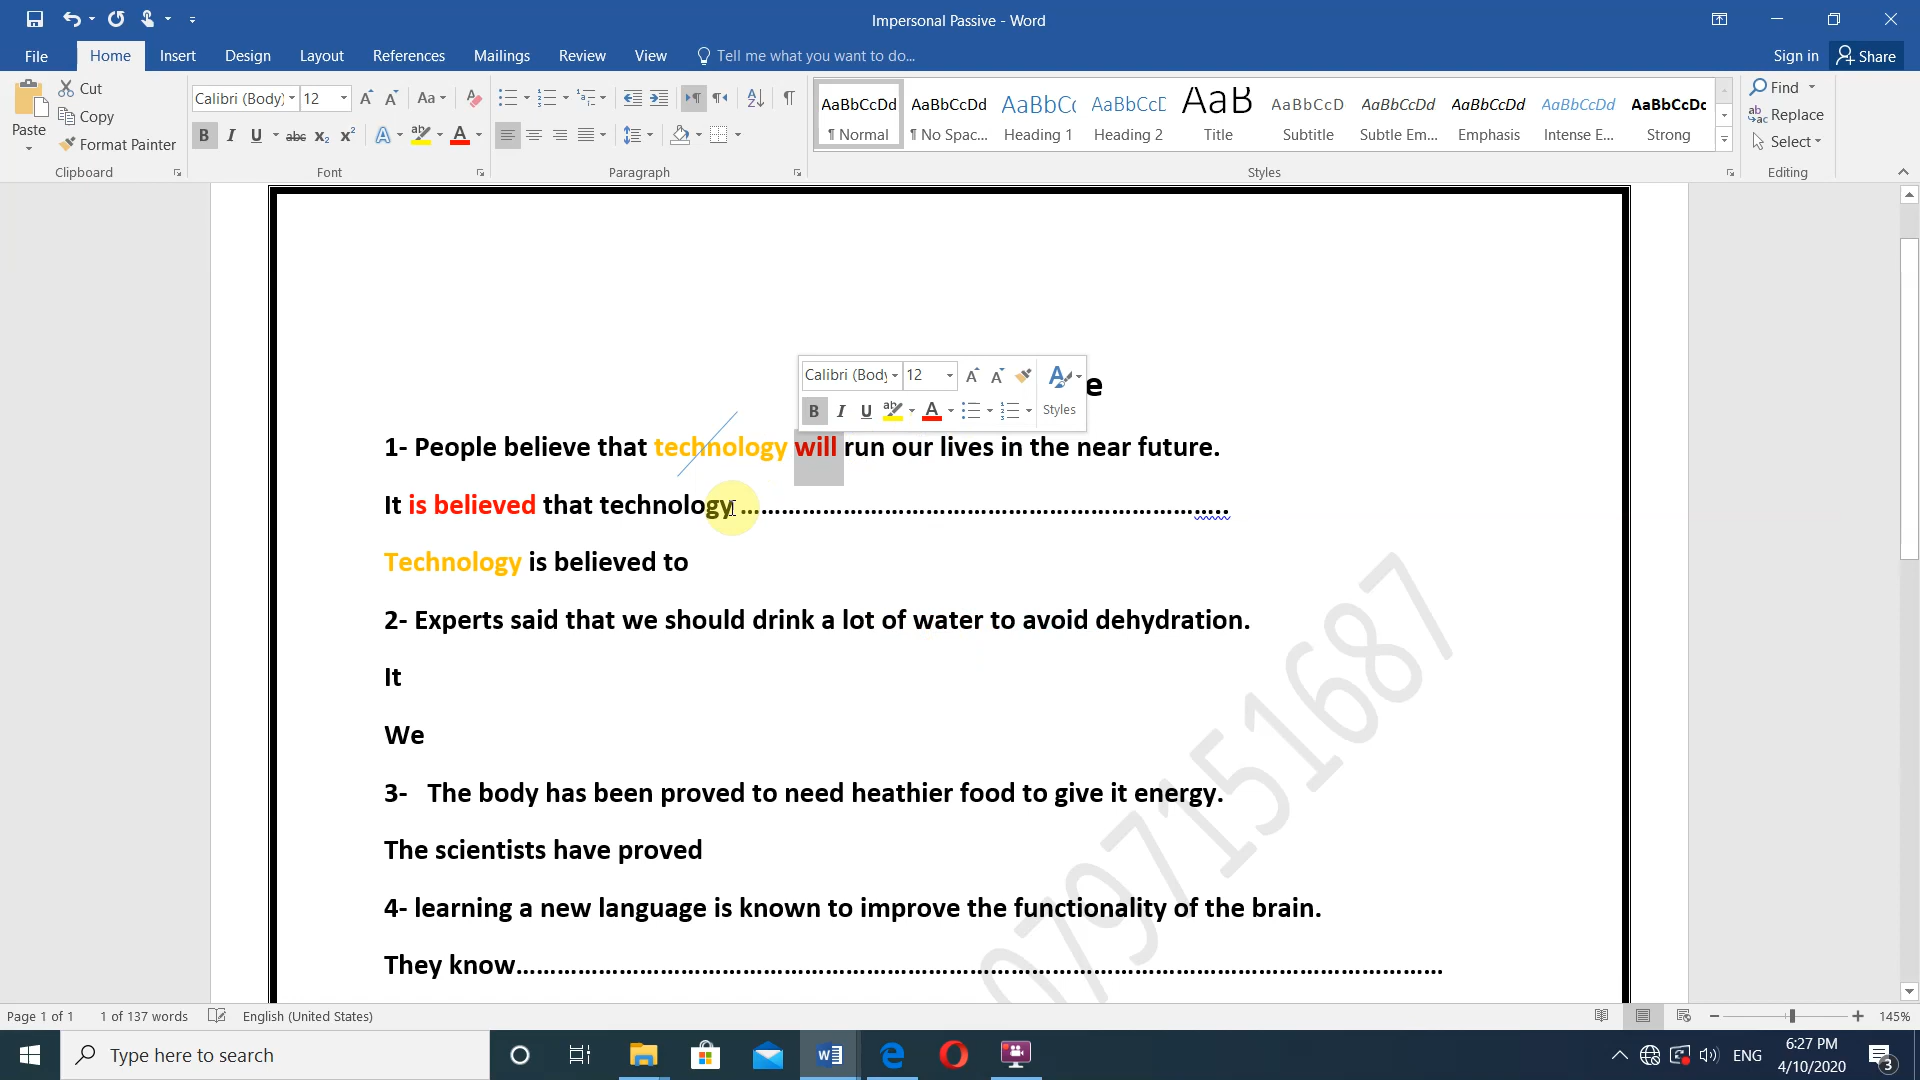 Impersonal Passive - Word
File Home Insert Design Layout References Mailings Review View Tell me what you want to do... Sign in Share
Paste Cut Copy Format Painter Clipboard
Calibri (Body) 12 Font
Paragraph
AaBbCcDd AaBbCcDd AaBbCc AaBbCcD AaB AaBbCcD AaBbCcDd AaBbCcDd AaBbCcDd AaBbCcDc
¶ Normal ¶ No Spac... Heading 1 Heading 2 Title Subtitle Subtle Em... Emphasis Intense E... Strong
Styles
Find Replace Select Editing
Calibri (Body 12
B I U Styles
e
1- People believe that technology will run our lives in the near future.
It is believed that technology ……………………………………………………………..
Technology is believed to
2- Experts said that we should drink a lot of water to avoid dehydration.
It
We
3- The body has been proved to need heathier food to give it energy.
The scientists have proved
4- learning a new language is known to improve the functionality of the brain.
They know……………………………………………………………………………………………
079715168​7
Page 1 of 1 1 of 137 words English (United States) 145%
Type here to search ENG 6:27 PM
4/10/2020 3